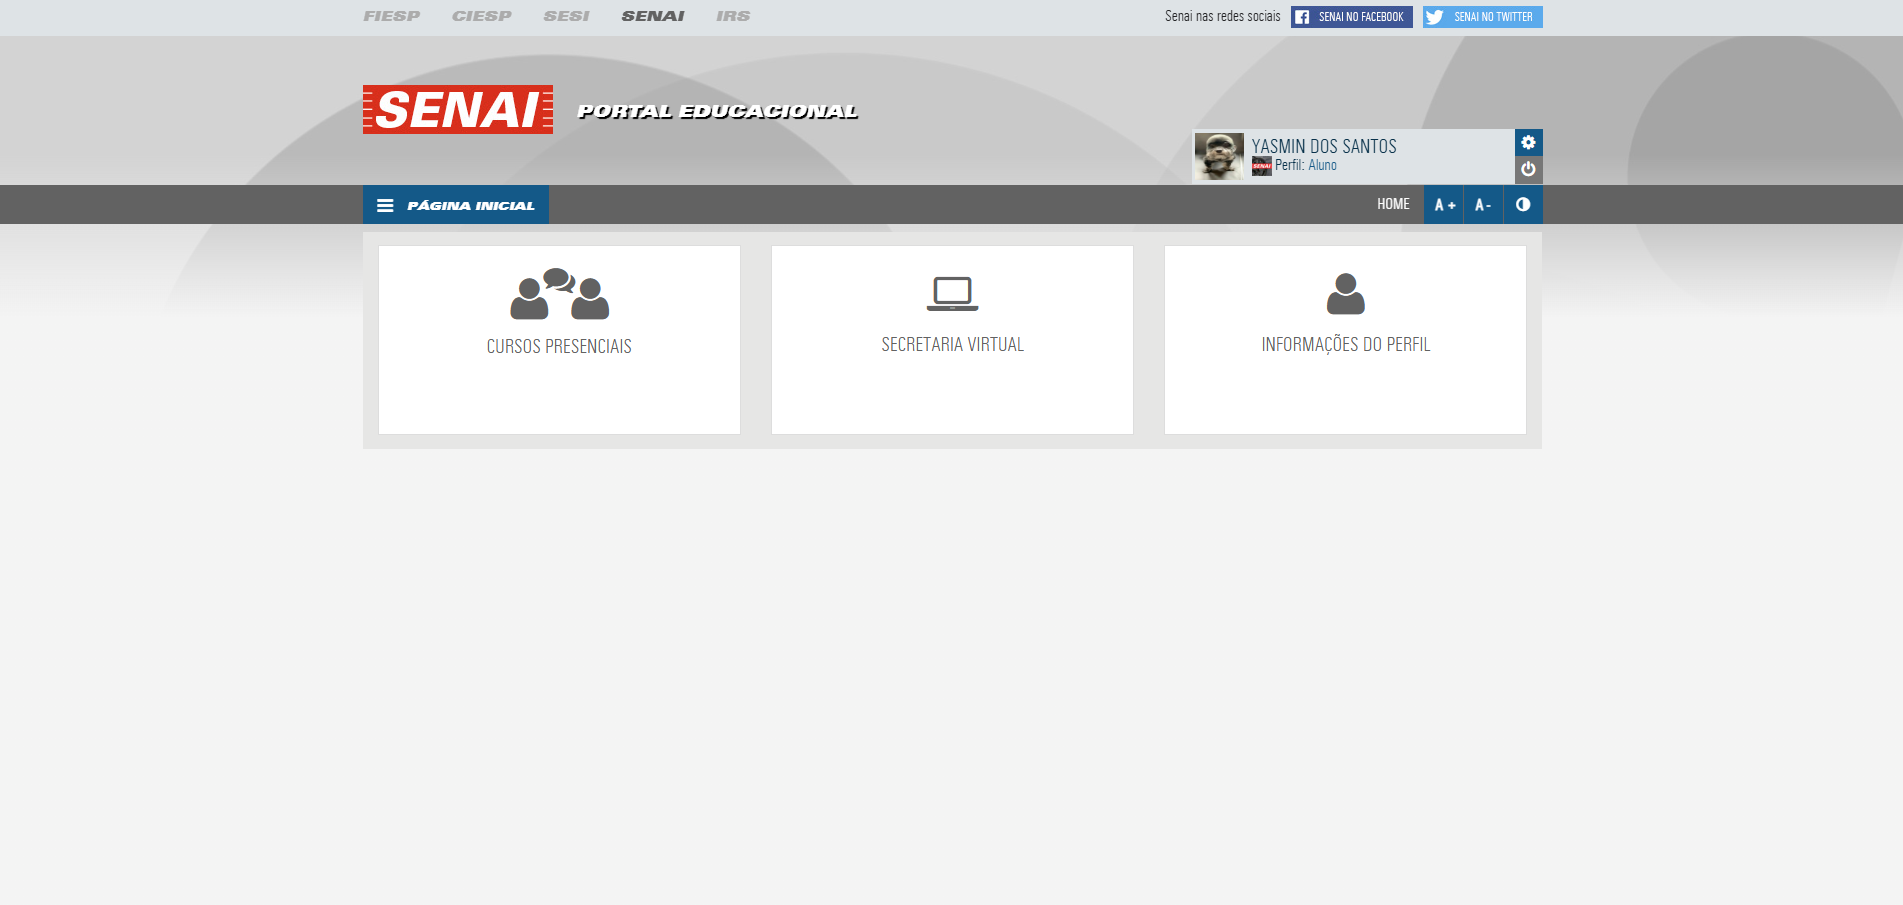 FIESP CIESP SESI SENAI IRS
Senai nas redes sociais SENAI NO FACEBOOK SENAI NO TWITTER
SENAI PORTAL EDUCACIONAL
YASMIN DOS SANTOS
SENAI Perfil: Aluno
PÁGINA INICIAL HOME A + A -
CURSOS PRESENCIAIS
SECRETARIA VIRTUAL
INFORMAÇÕES DO PERFIL